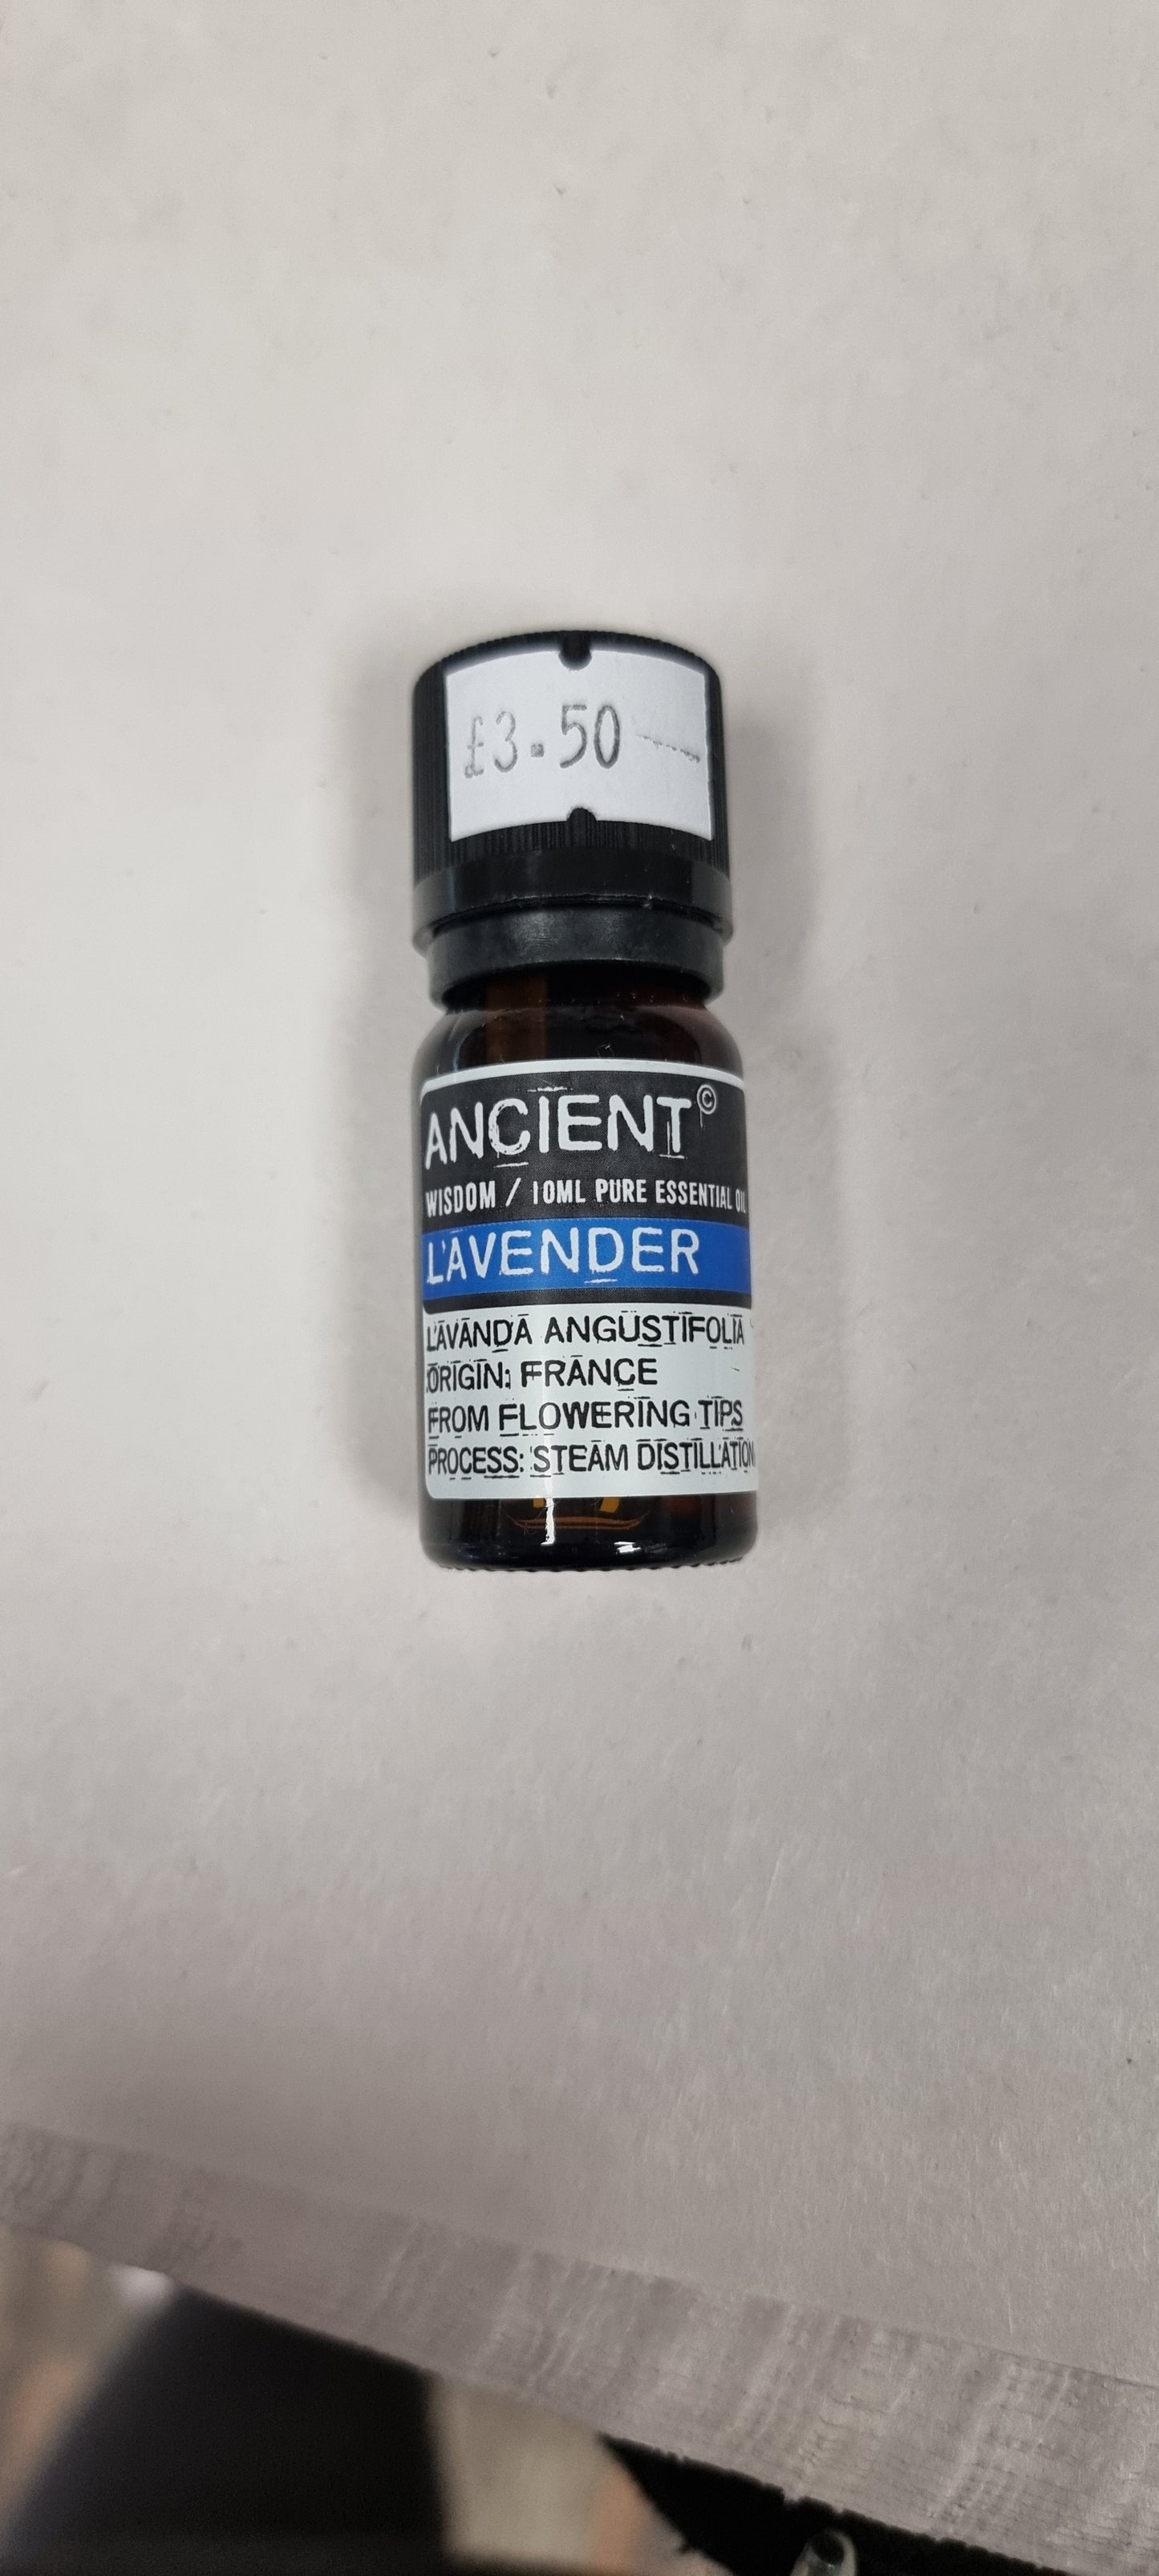 £3.50
ANCIENT©
WISDOM / 10ML PURE ESSENTIAL OIL
LAVENDER
LAVANDA ANGUSTIFOLIA
ORIGIN: FRANCE
FROM FLOWERING TIPS
PROCESS: STEAM DISTILLATION